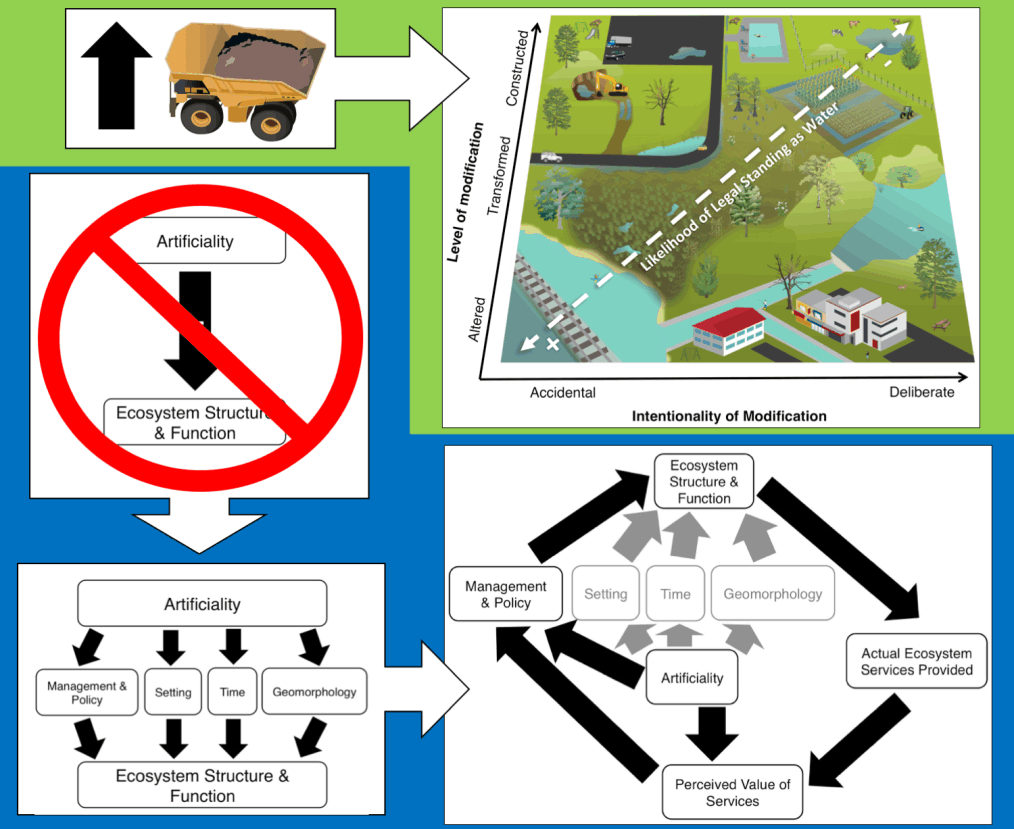 Constructed
Transformed
Altered
Level of modification
Likelihood of Legal Standing as Water
Accidental
Deliberate
Intentionality of Modification
Artificiality
Ecosystem Structure
& Function
Artificiality
Management &
Policy
Setting
Time
Geomorphology
Ecosystem Structure &
Function
Ecosystem
Structure &
Function
Management
& Policy
Setting
Time
Geomorphology
Artificiality
Actual Ecosystem
Services Provided
Perceived Value of
Services